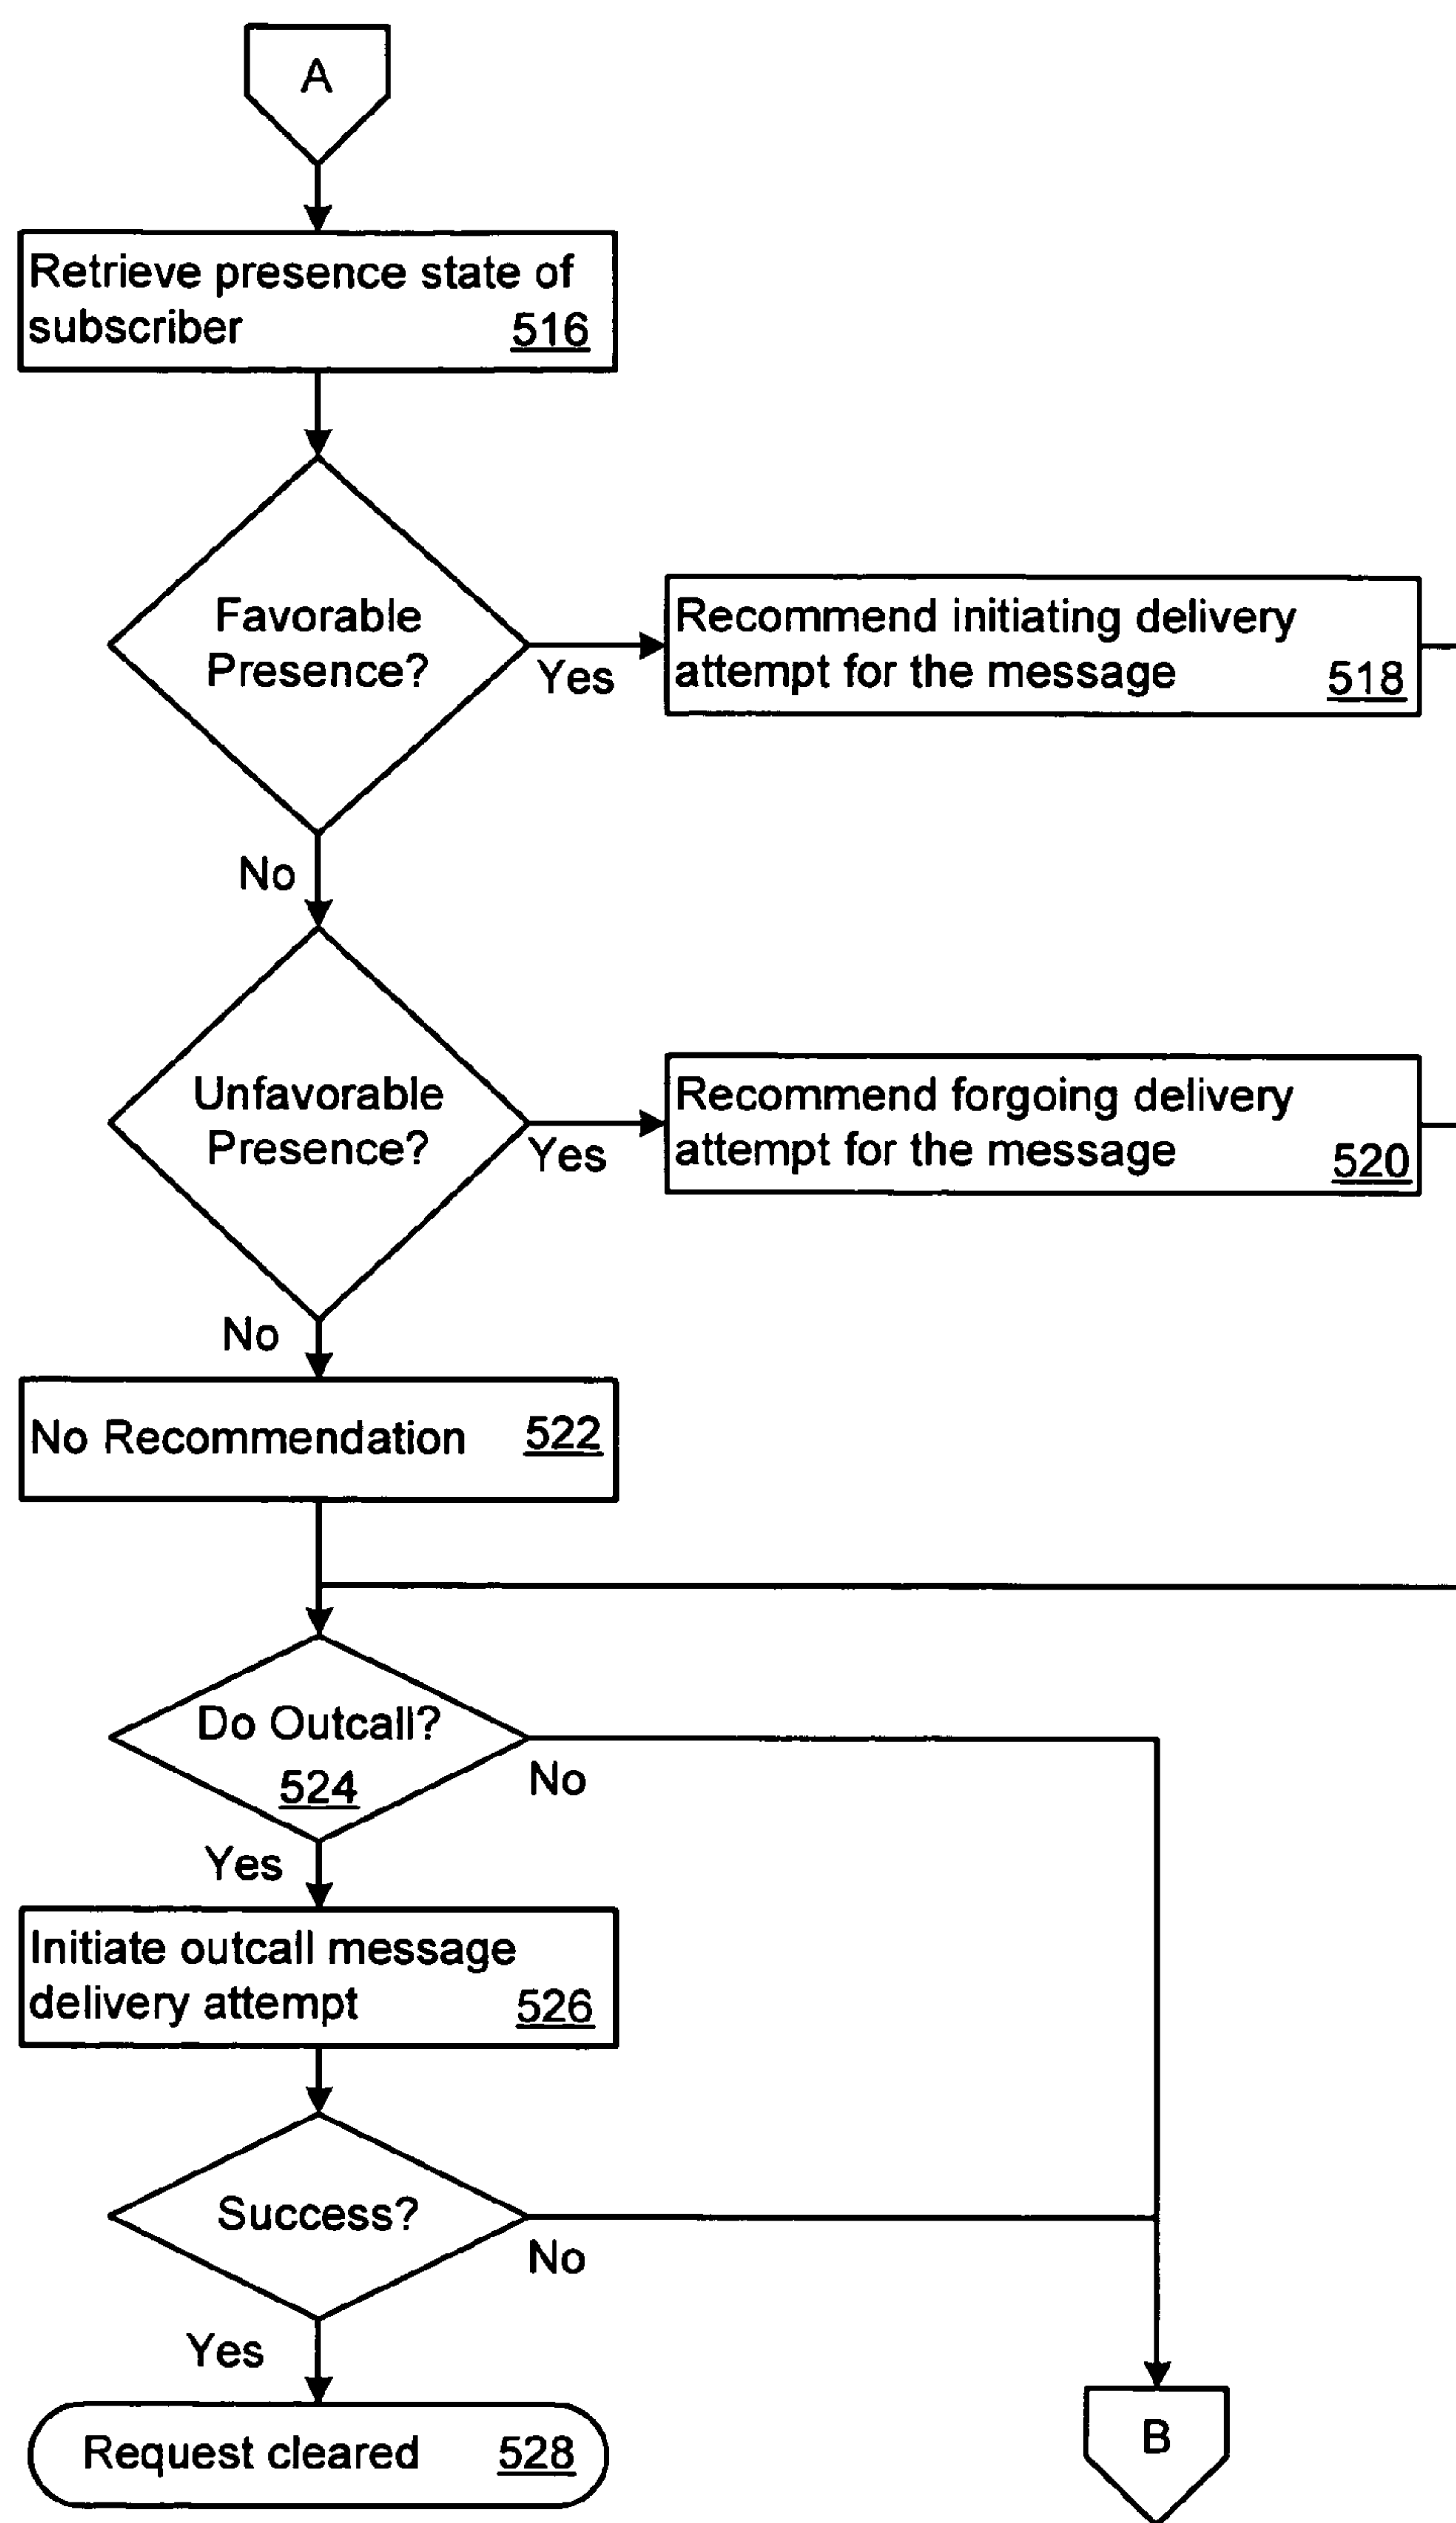 A
Retrieve presence state of
subscriber 516
Favorable
Presence?
Yes
Recommend initiating delivery
attempt for the message 518
No
Unfavorable
Presence?
Yes
Recommend forgoing delivery
attempt for the message 520
No
No Recommendation 522
Do Outcall?
524
No
Yes
Initiate outcall message
delivery attempt 526
Success?
No
Yes
Request cleared 528
B